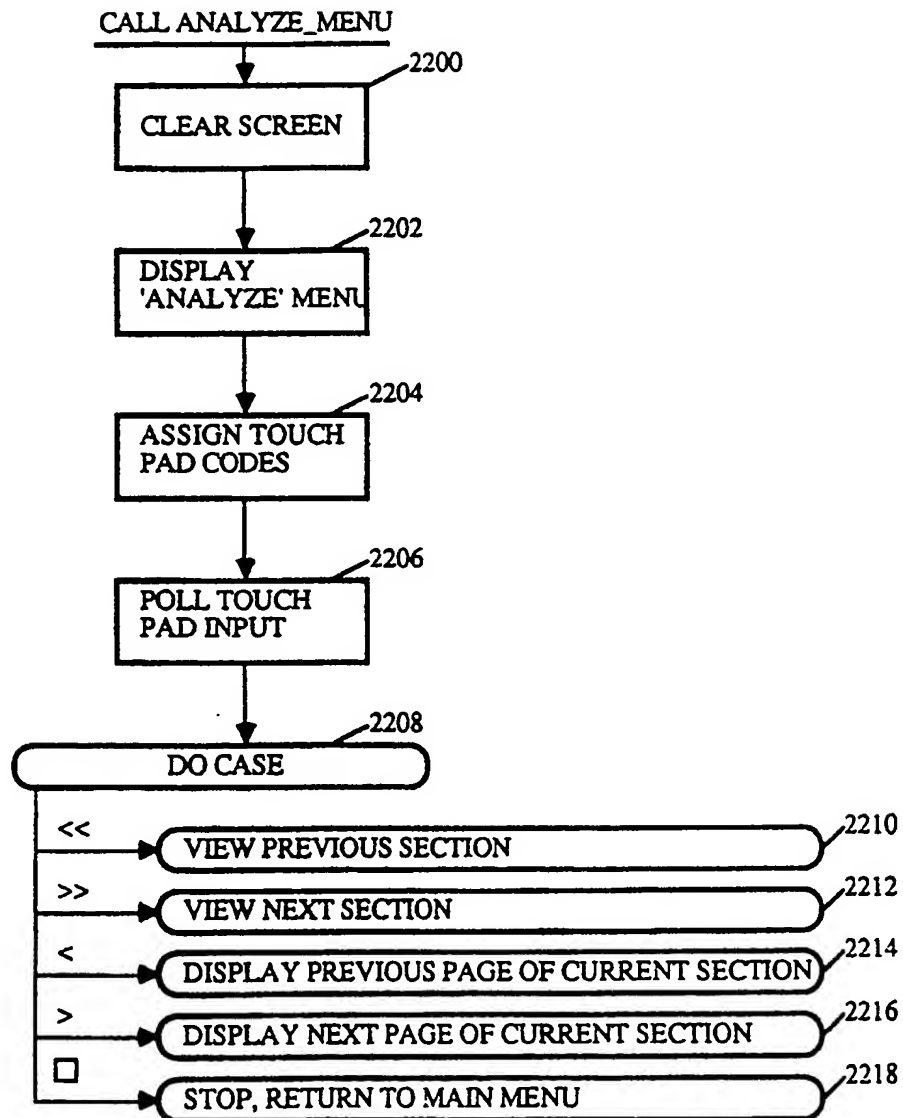 CALL ANALYZE_MENU
2200
CLEAR SCREEN
2202
DISPLAY
'ANALYZE' MENU
2204
ASSIGN TOUCH
PAD CODES
2206
POLL TOUCH
PAD INPUT
2208
DO CASE
<<
VIEW PREVIOUS SECTION
2210
>>
VIEW NEXT SECTION
2212
<
DISPLAY PREVIOUS PAGE OF CURRENT SECTION
2214
>
DISPLAY NEXT PAGE OF CURRENT SECTION
2216
□
STOP, RETURN TO MAIN MENU
2218